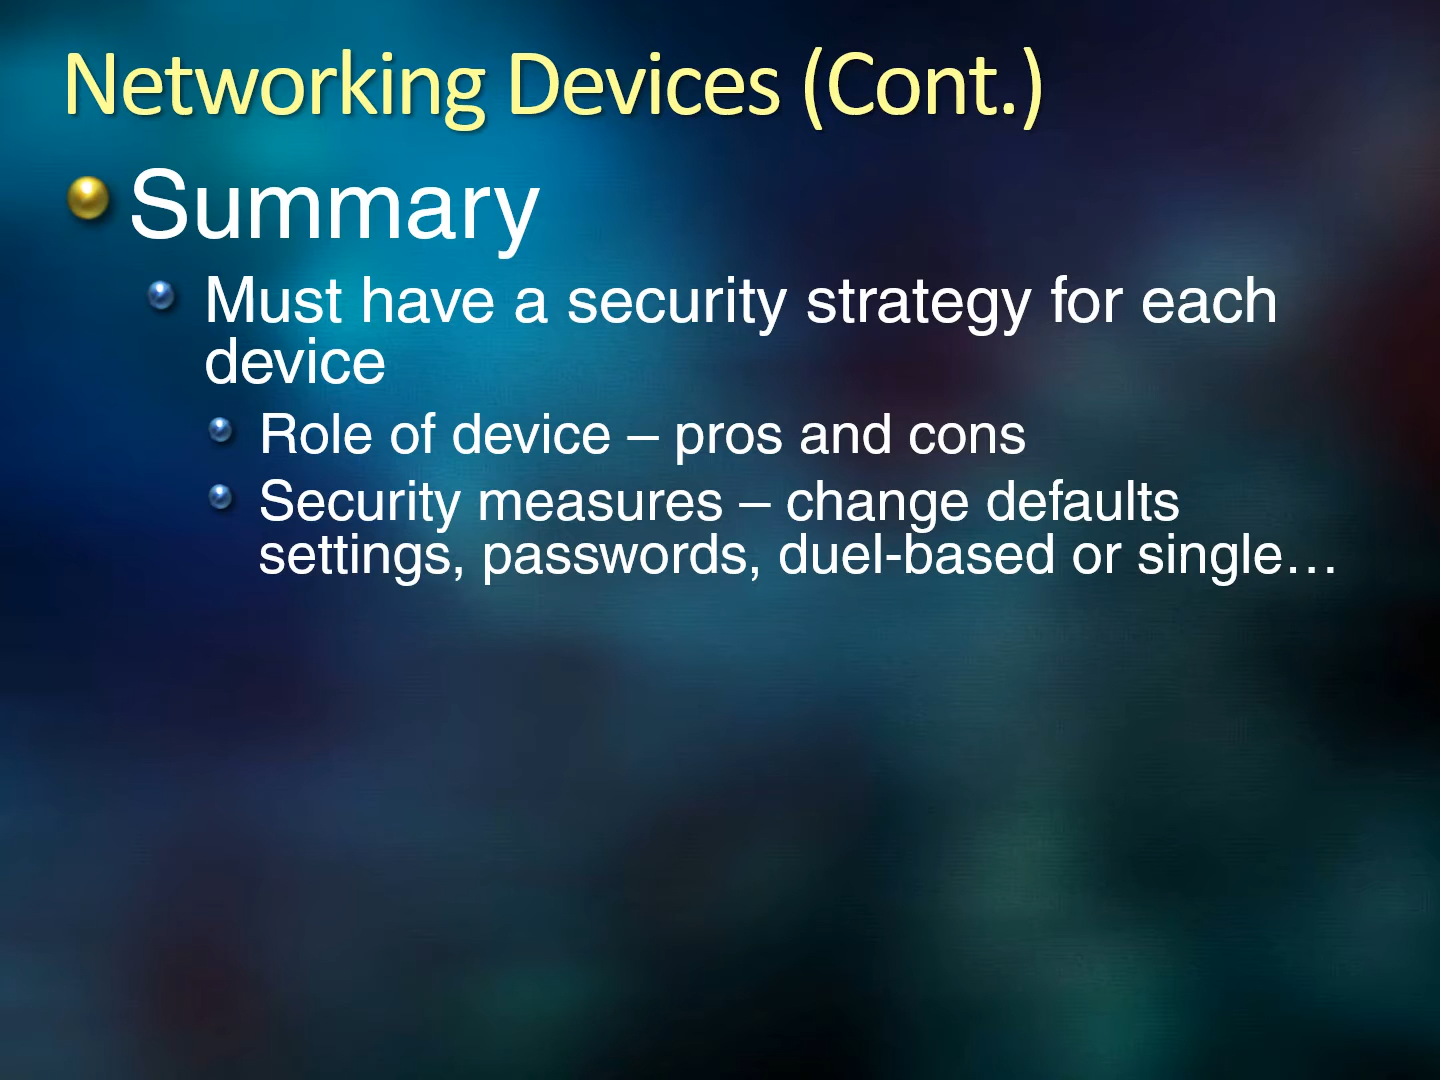 Networking Devices (Cont.)
Summary
Must have a security strategy for each
device
Role of device – pros and cons
Security measures – change defaults
settings, passwords, duel-based or single…